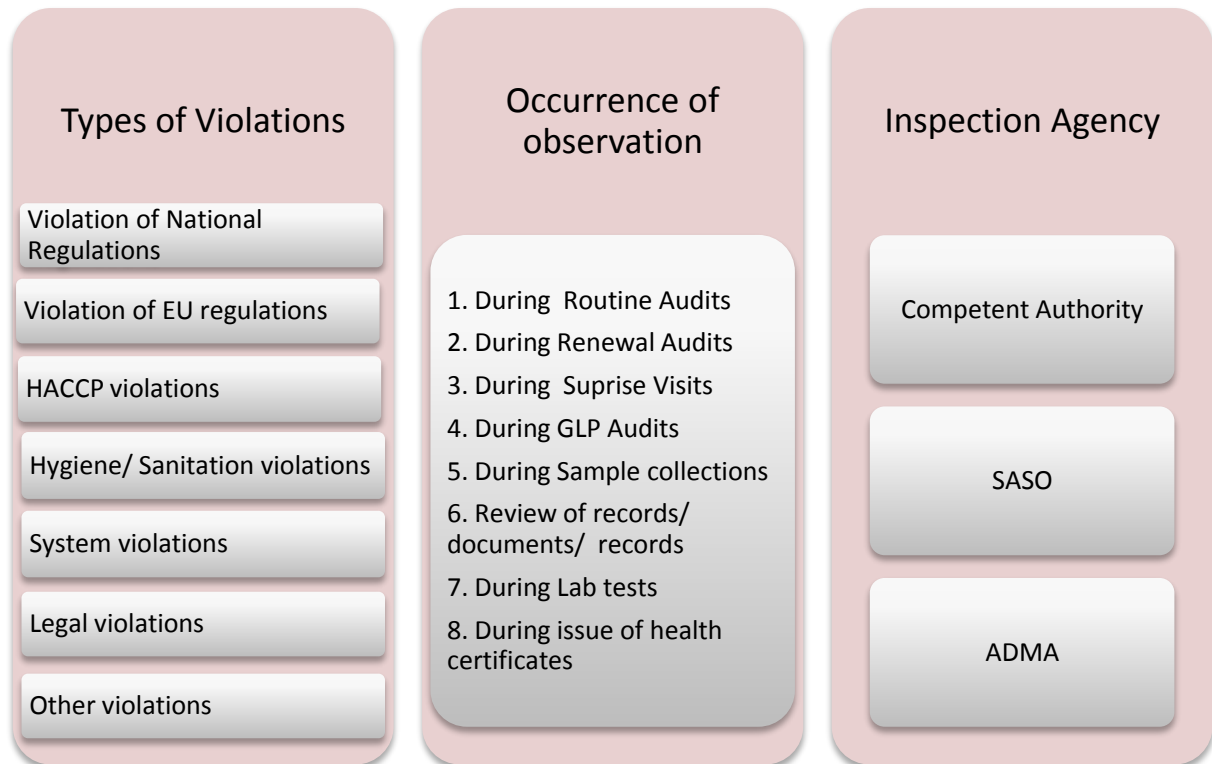 Types of Violations
Violation of National
Regulations
Violation of EU regulations
HACCP violations
Hygiene/ Sanitation violations
System violations
Legal violations
Other violations
Occurrence of
observation
1. During  Routine Audits
2. During Renewal Audits
3. During  Suprise Visits
4. During GLP Audits
5. During Sample collections
6. Review of records/
documents/  records
7. During Lab tests
8. During issue of health
certificates
Inspection Agency
Competent Authority
SASO
ADMA